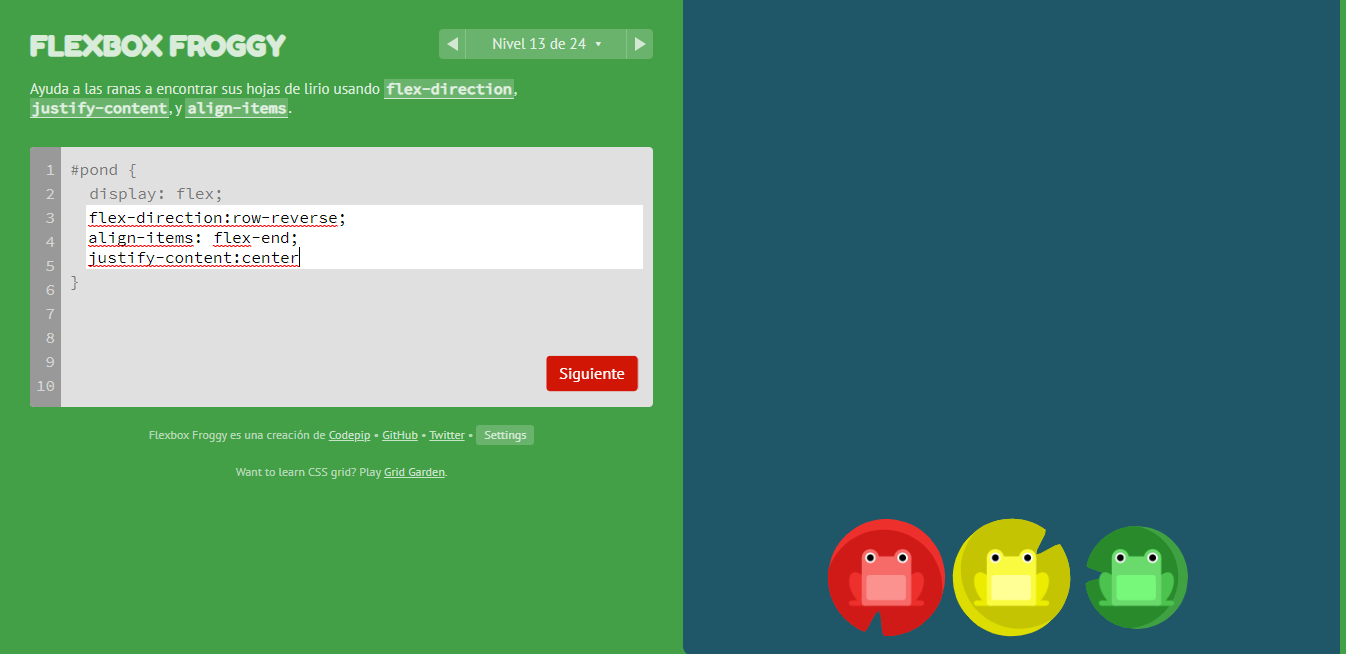 FLEXBOX FROGGY
Nivel 13 de 24
Ayuda a las ranas a encontrar sus hojas de lirio usando flex-direction,
justify-content, y align-items.
1 #pond {
2 display: flex;
3 flex-direction:row-reverse;
4 align-items: flex-end;
5 justify-content:center
6 }
7
8
9
10
Siguiente
Flexbox Froggy es una creación de Codepip • GitHub • Twitter • Settings
Want to learn CSS grid? Play Grid Garden.